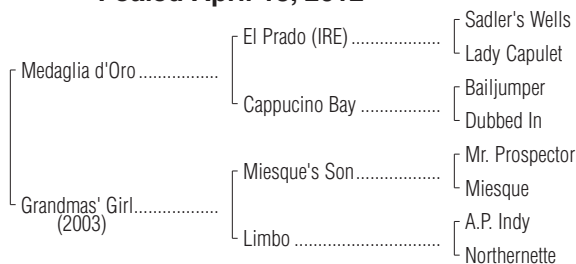 Foaled April 13, 2012
Sadler's Wells
El Prado (IRE)
Lady Capulet
Medaglia d'Oro
Bailjumper
Cappucino Bay
Dubbed In
Mr. Prospector
Miesque's Son
Miesque
Grandmas' Girl
(2003)
A.P. Indy
Limbo
Northernette